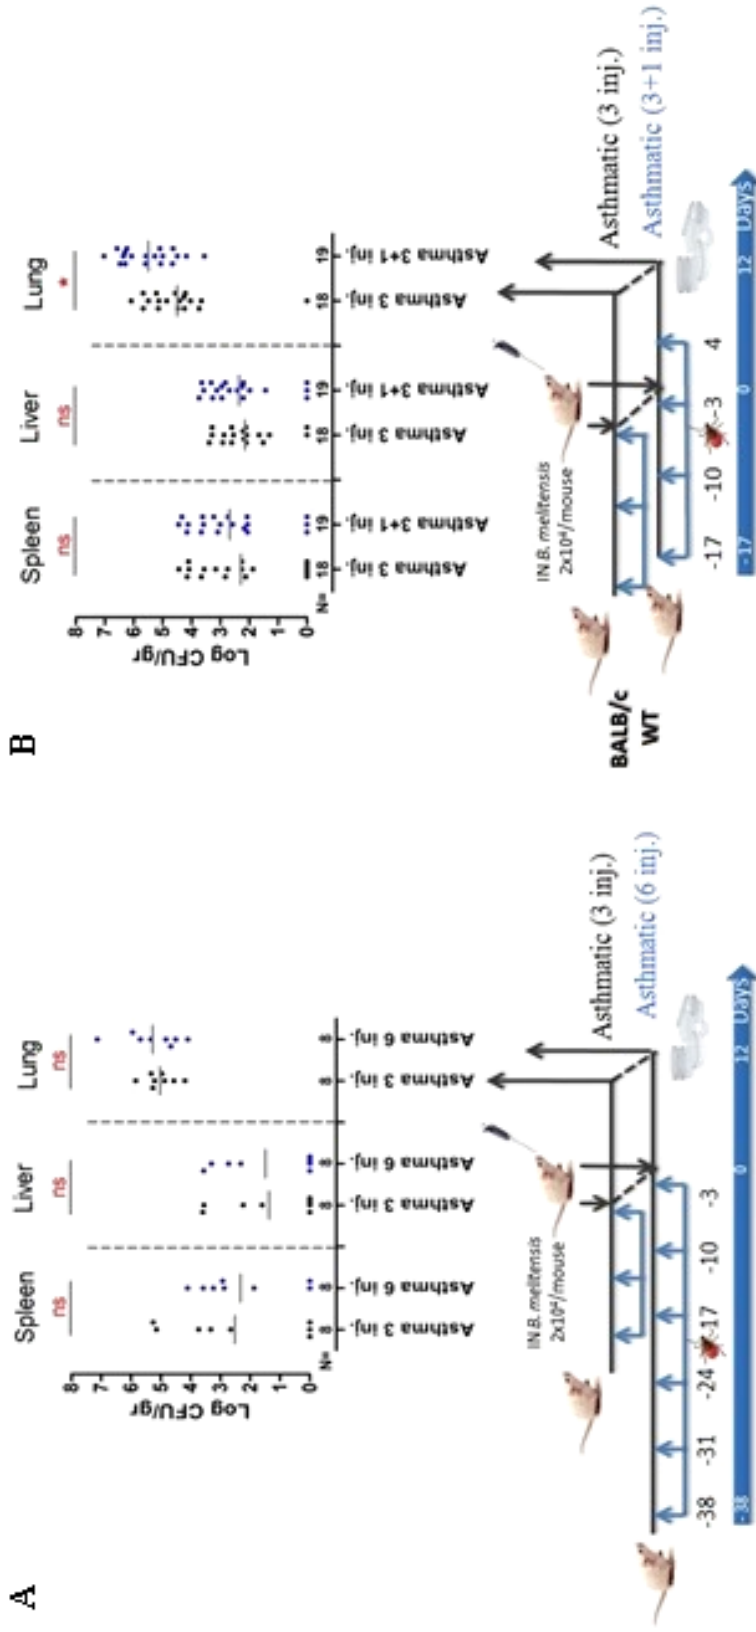 A
Spleen
Liver
Lung
ns
ns
ns
Log CFU/gr
8
7
6
5
4
3
2
1
0
N=
8
8
8
8
8
8
Asthma 3 inj.
Asthma 6 inj.
Asthma 3 inj.
Asthma 6 inj.
Asthma 3 inj.
Asthma 6 inj.
IN B. melitensis
2x10⁴/mouse
Asthmatic (3 inj.)
Asthmatic (6 inj.)
-38
-31
-24
-17
-10
-3
-38
0
12
Days
B
Spleen
Liver
Lung
ns
ns
*
Log CFU/gr
8
7
6
5
4
3
2
1
0
N=
18
19
18
19
18
19
Asthma 3 inj.
Asthma 3+1 inj.
Asthma 3 inj.
Asthma 3+1 inj.
Asthma 3 inj.
Asthma 3+1 inj.
BALB/c
WT
IN B. melitensis
2x10⁴/mouse
Asthmatic (3 inj.)
Asthmatic (3+1 inj.)
-17
-10
-3
4
-17
0
12
Days